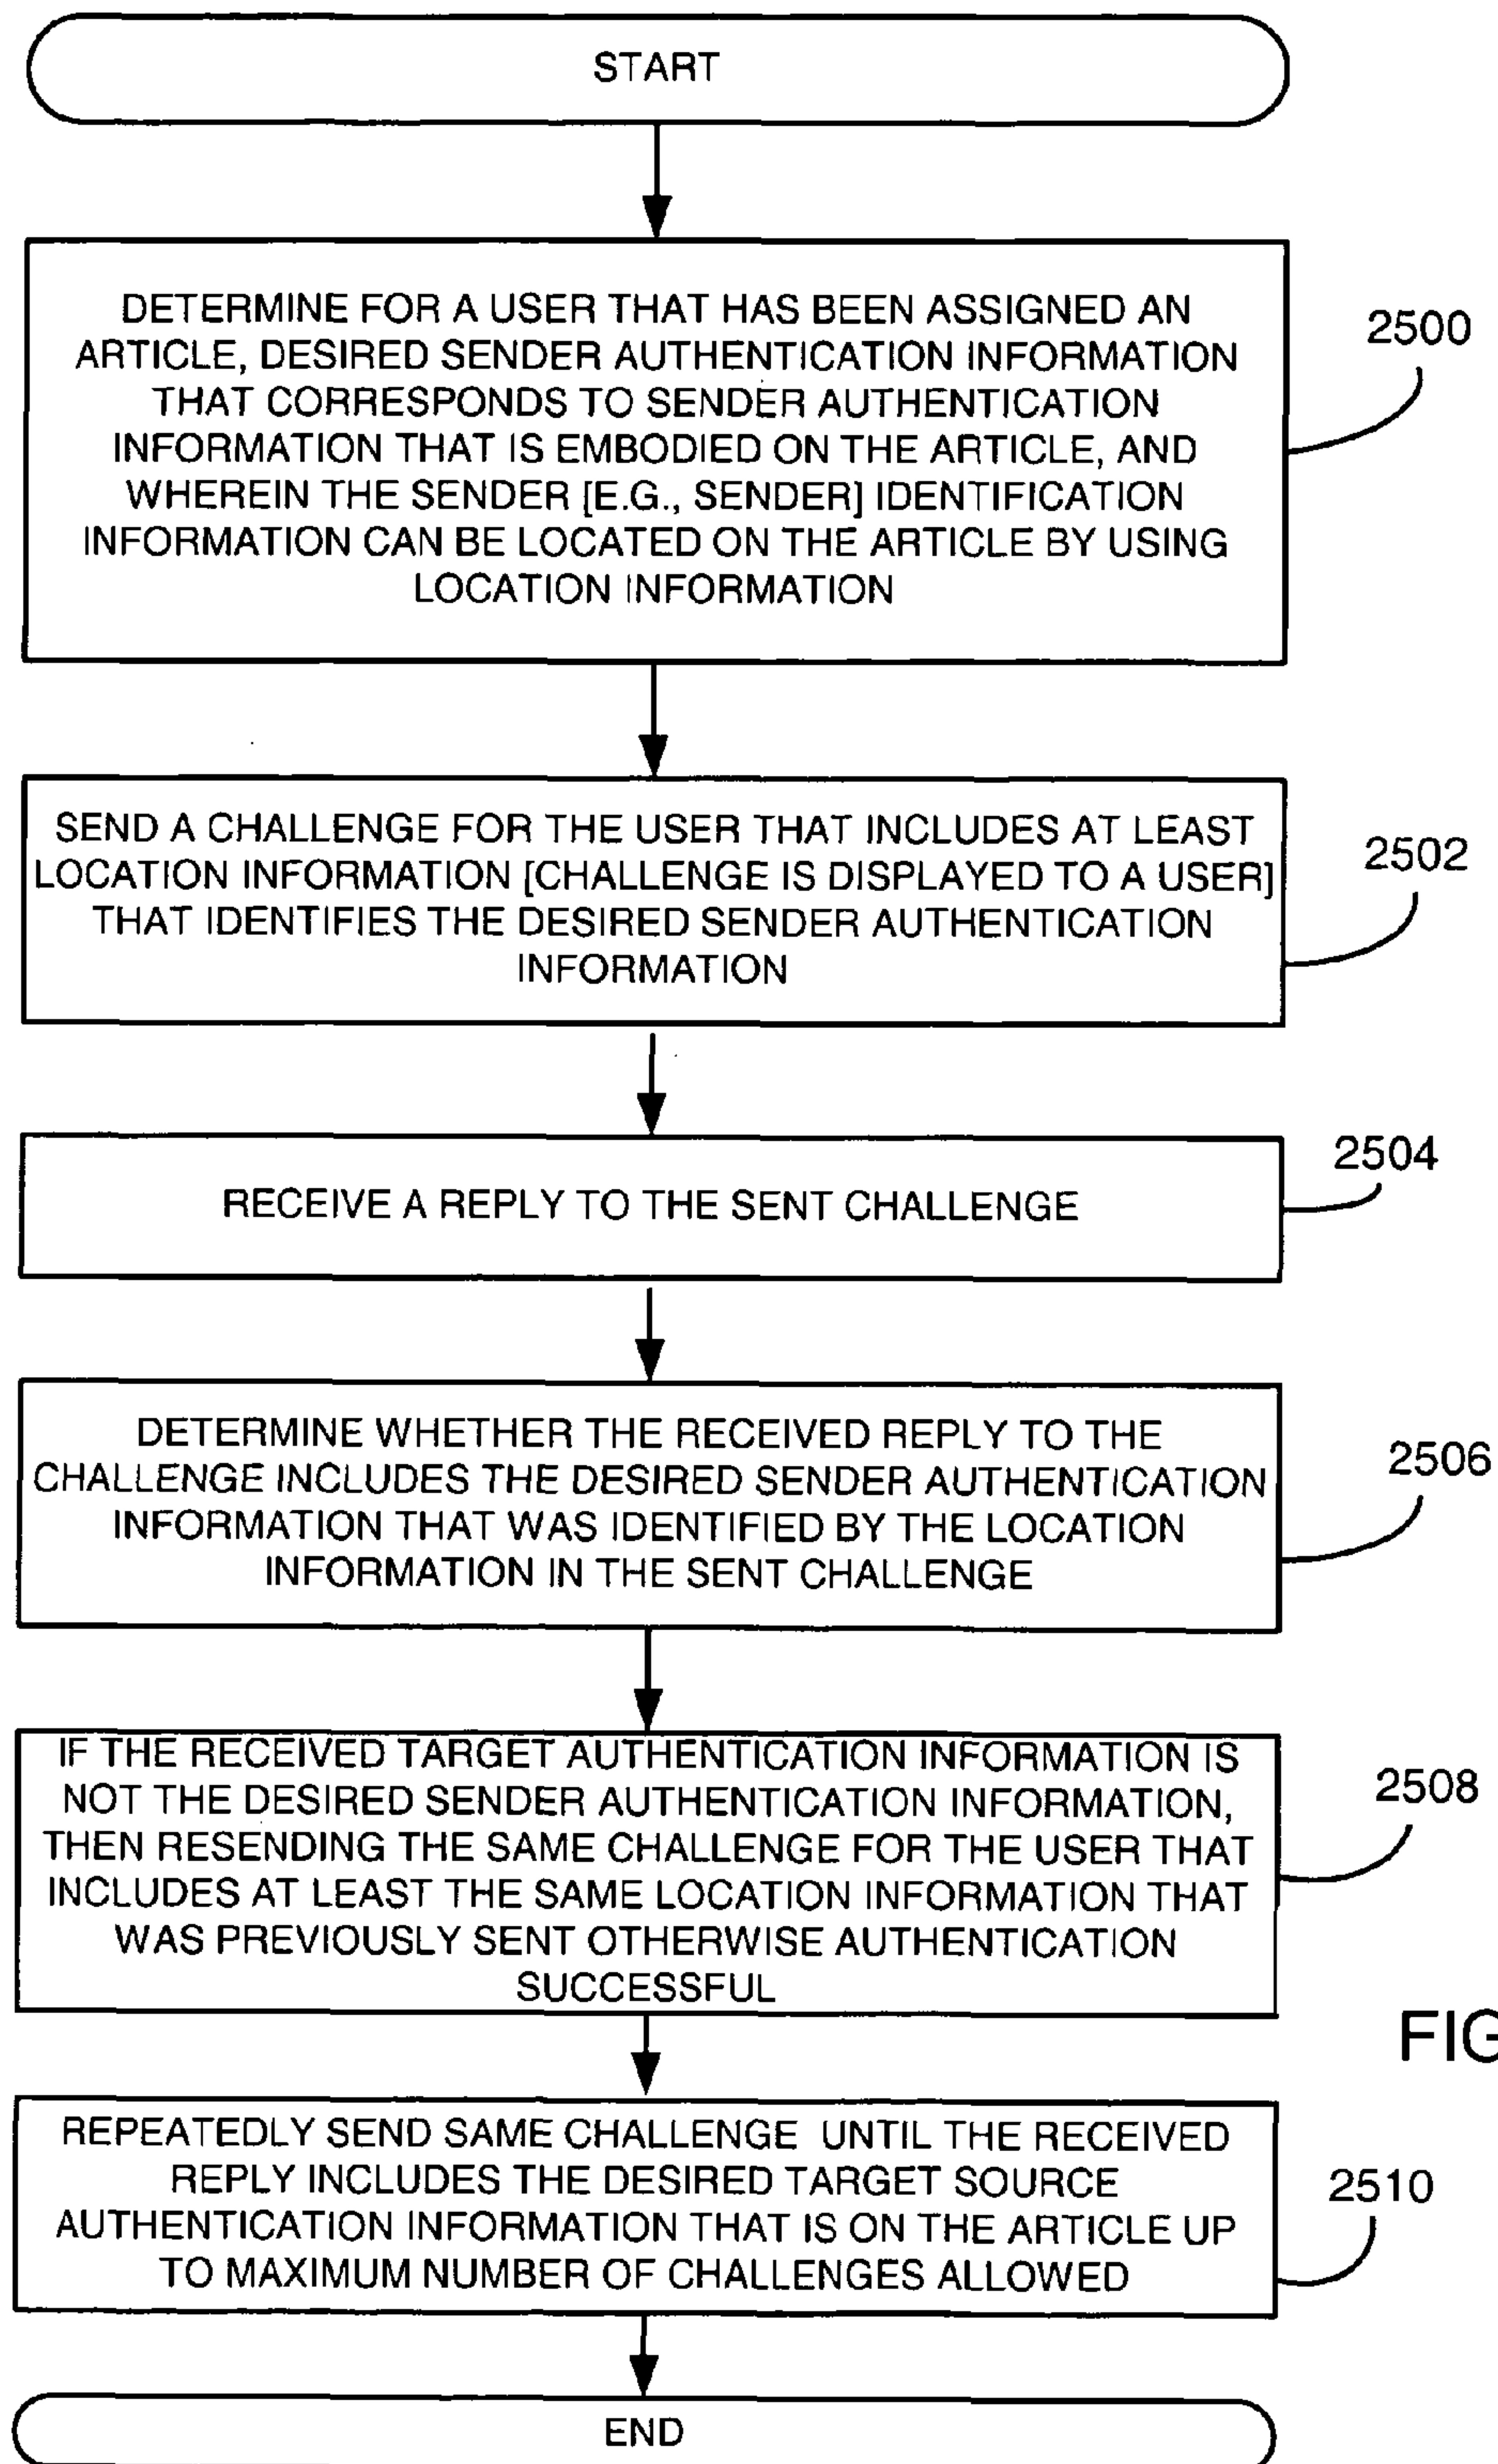 START
DETERMINE FOR A USER THAT HAS BEEN ASSIGNED AN
ARTICLE, DESIRED SENDER AUTHENTICATION INFORMATION
THAT CORRESPONDS TO SENDER AUTHENTICATION
INFORMATION THAT IS EMBODIED ON THE ARTICLE, AND
WHEREIN THE SENDER [E.G., SENDER] IDENTIFICATION
INFORMATION CAN BE LOCATED ON THE ARTICLE BY USING
LOCATION INFORMATION
2500
SEND A CHALLENGE FOR THE USER THAT INCLUDES AT LEAST
LOCATION INFORMATION [CHALLENGE IS DISPLAYED TO A USER]
THAT IDENTIFIES THE DESIRED SENDER AUTHENTICATION
INFORMATION
2502
RECEIVE A REPLY TO THE SENT CHALLENGE
2504
DETERMINE WHETHER THE RECEIVED REPLY TO THE
CHALLENGE INCLUDES THE DESIRED SENDER AUTHENTICATION
INFORMATION THAT WAS IDENTIFIED BY THE LOCATION
INFORMATION IN THE SENT CHALLENGE
2506
IF THE RECEIVED TARGET AUTHENTICATION INFORMATION IS
NOT THE DESIRED SENDER AUTHENTICATION INFORMATION,
THEN RESENDING THE SAME CHALLENGE FOR THE USER THAT
INCLUDES AT LEAST THE SAME LOCATION INFORMATION THAT
WAS PREVIOUSLY SENT OTHERWISE AUTHENTICATION
SUCCESSFUL
2508
FIG
REPEATEDLY SEND SAME CHALLENGE UNTIL THE RECEIVED
REPLY INCLUDES THE DESIRED TARGET SOURCE
AUTHENTICATION INFORMATION THAT IS ON THE ARTICLE UP
TO MAXIMUM NUMBER OF CHALLENGES ALLOWED
2510
END